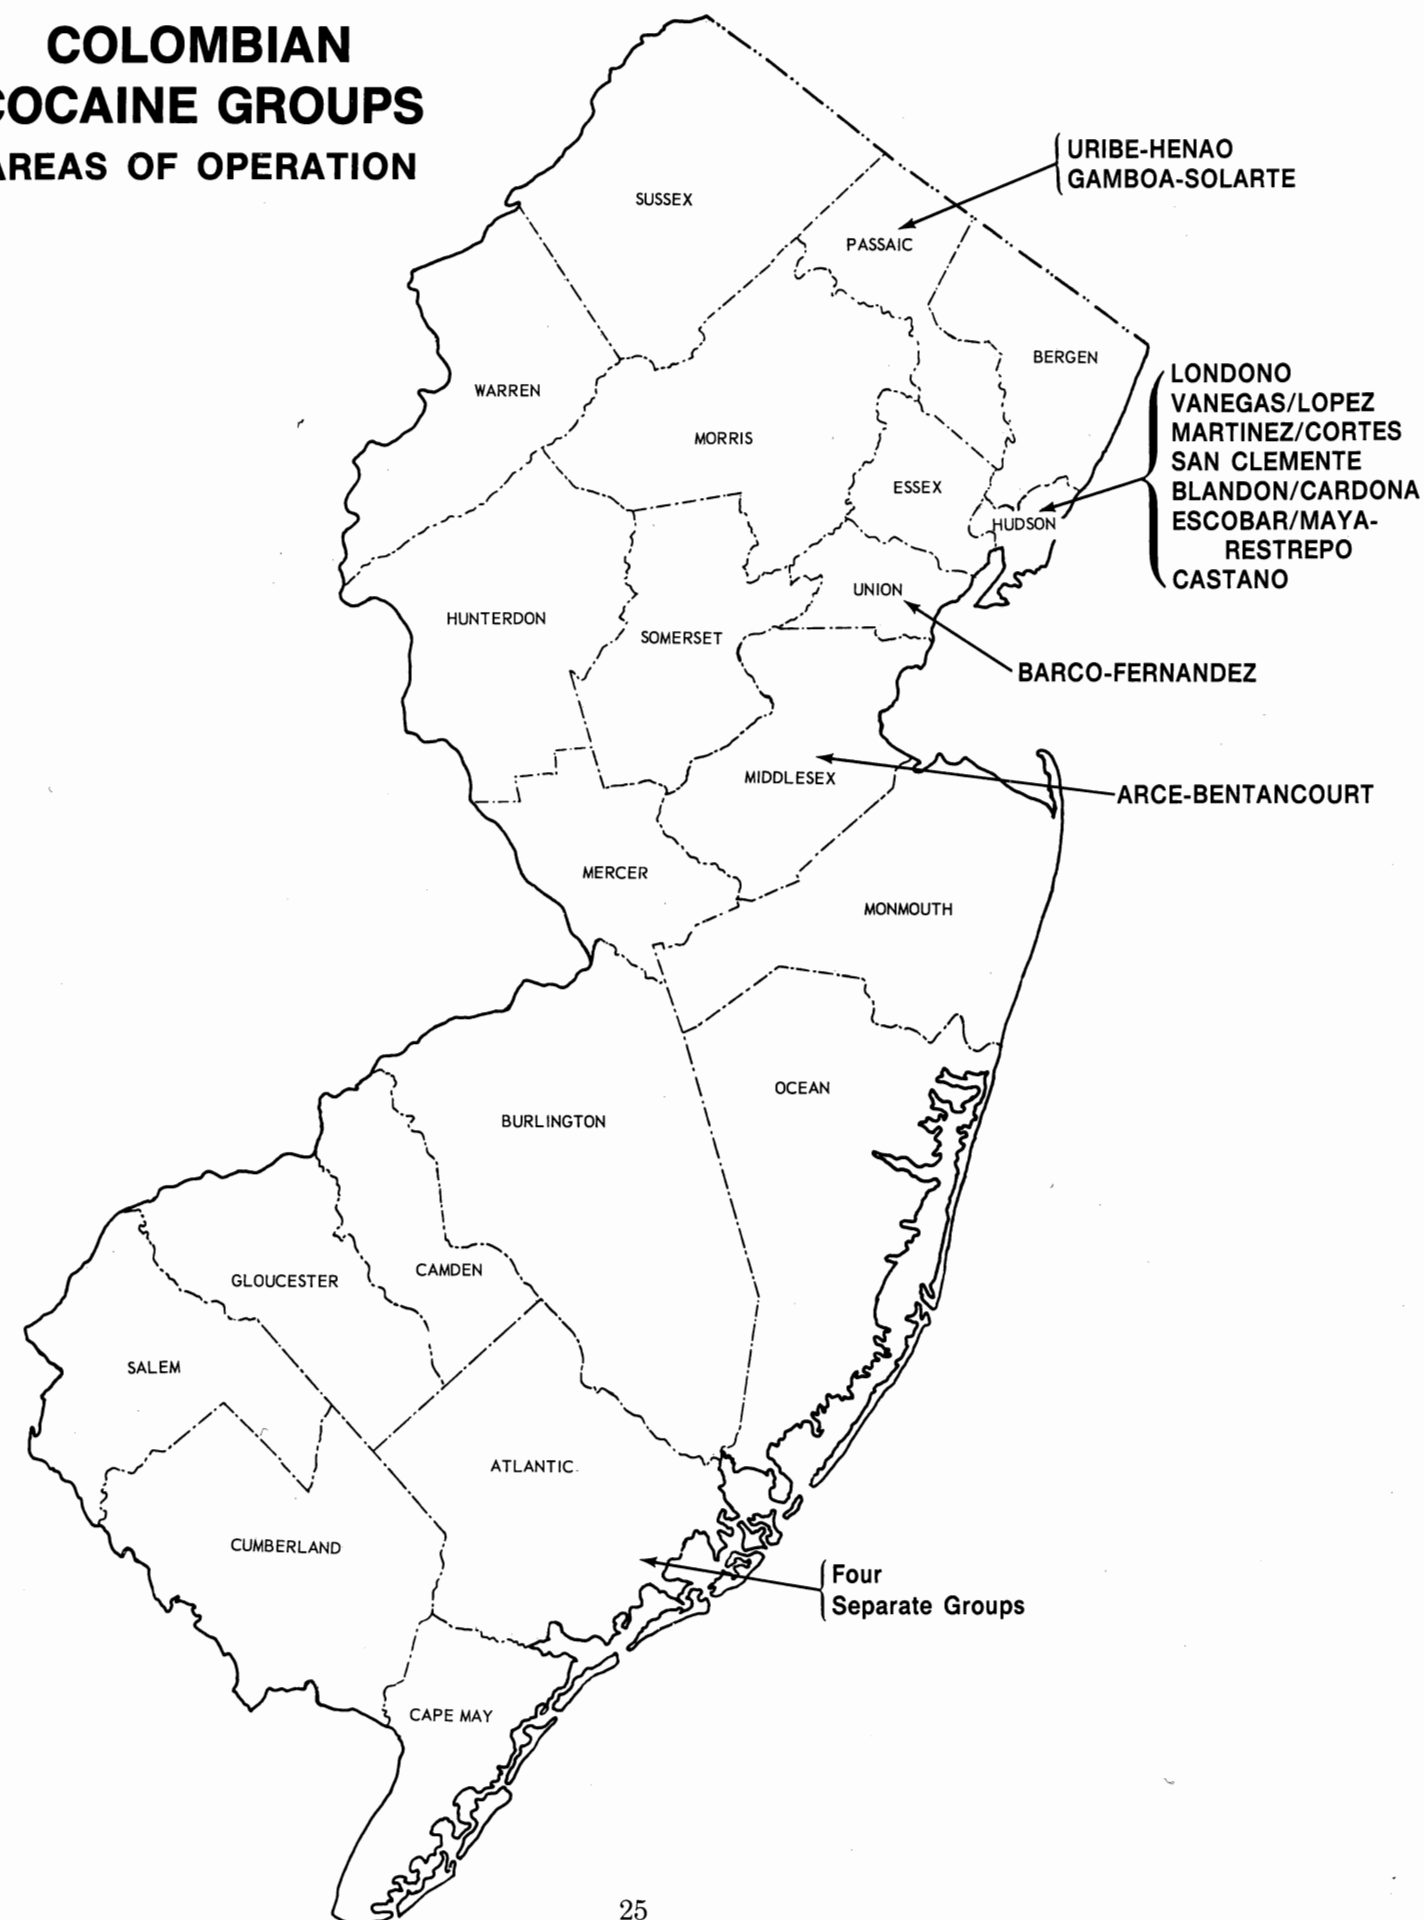 COLOMBIAN
COCAINE GROUPS
AREAS OF OPERATION
URIBE-HENAO
GAMBOA-SOLARTE
SUSSEX
PASSAIC
BERGEN
WARREN
LONDONO
VANEGAS/LOPEZ
MARTINEZ/CORTES
SAN CLEMENTE
BLANDON/CARDONA
ESCOBAR/MAYA-
RESTREPO
CASTANO
MORRIS
ESSEX
HUDSON
UNION
HUNTERDON
SOMERSET
BARCO-FERNANDEZ
MIDDLESEX
ARCE-BENTANCOURT
MERCER
MONMOUTH
OCEAN
BURLINGTON
CAMDEN
GLOUCESTER
SALEM
ATLANTIC
CUMBERLAND
Four
Separate Groups
CAPE MAY
25